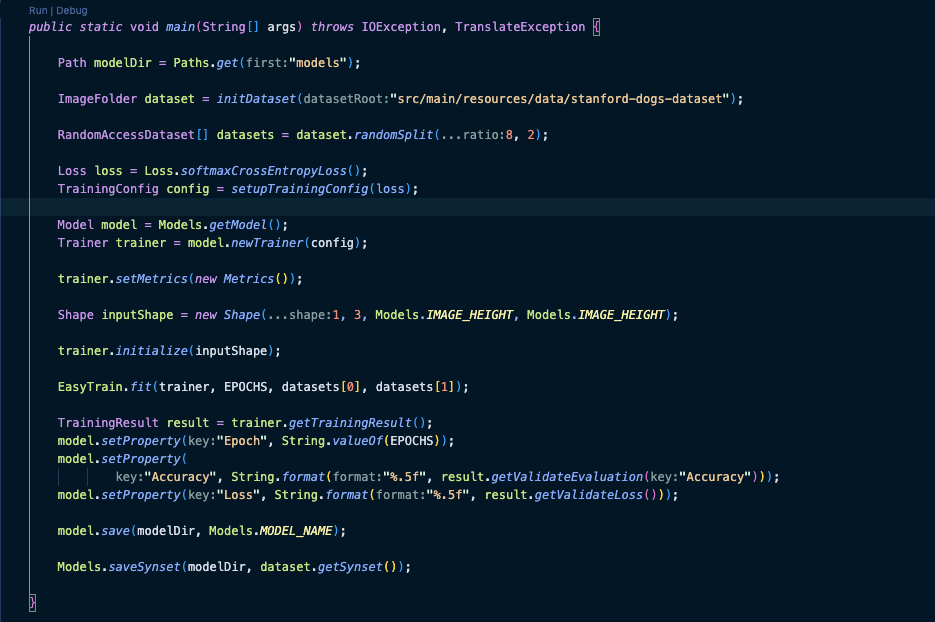 Run | Debug
public static void main(String[] args) throws IOException, TranslateException {
Path modelDir = Paths.get(first:"models");
ImageFolder dataset = initDataset(datasetRoot:"src/main/resources/data/stanford-dogs-dataset");
RandomAccessDataset[] datasets = dataset.randomSplit(...ratio:8, 2);
Loss loss = Loss.softmaxCrossEntropyLoss();
TrainingConfig config = setupTrainingConfig(loss);
Model model = Models.getModel();
Trainer trainer = model.newTrainer(config);
trainer.setMetrics(new Metrics());
Shape inputShape = new Shape(...shape:1, 3, Models.IMAGE_HEIGHT, Models.IMAGE_HEIGHT);
trainer.initialize(inputShape);
EasyTrain.fit(trainer, EPOCHS, datasets[0], datasets[1]);
TrainingResult result = trainer.getTrainingResult();
model.setProperty(key:"Epoch", String.valueOf(EPOCHS));
model.setProperty(
key:"Accuracy", String.format(format:"%.5f", result.getValidateEvaluation(key:"Accuracy")));
model.setProperty(key:"Loss", String.format(format:"%.5f", result.getValidateLoss()));
model.save(modelDir, Models.MODEL_NAME);
Models.saveSynset(modelDir, dataset.getSynset());
}